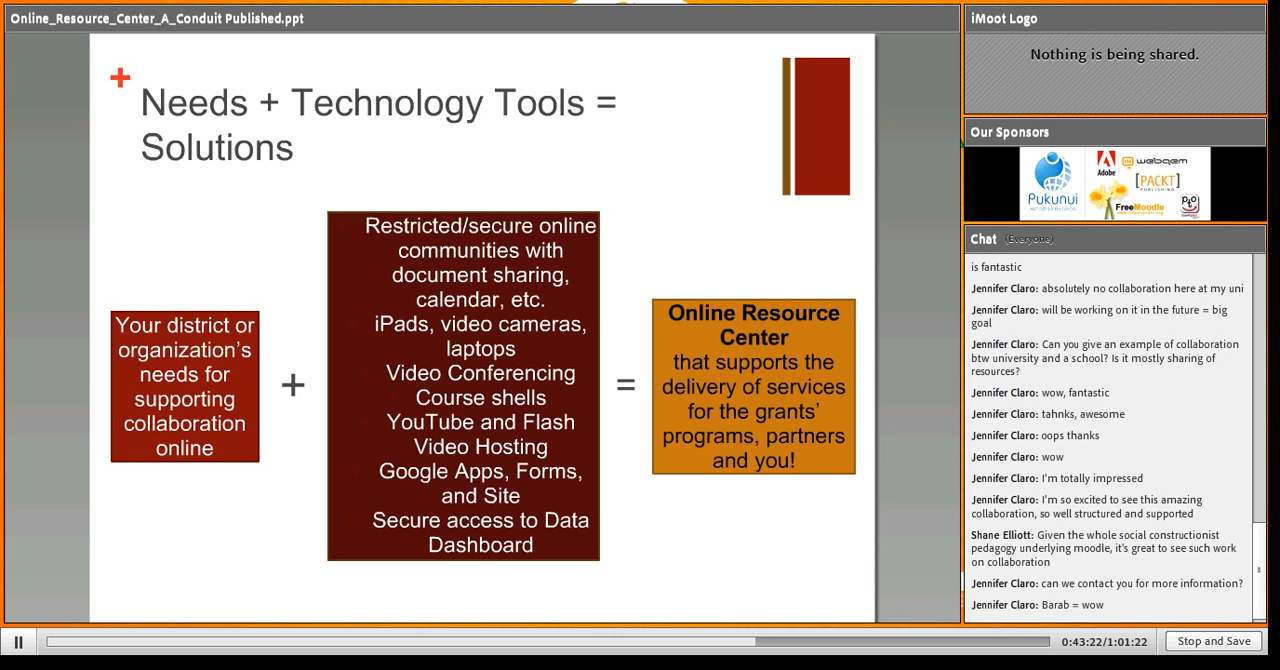 Online_Resource_Center_A_Conduit Published.ppt
+
Needs + Technology Tools =
Solutions
Your district or
organization's
needs for
supporting
collaboration
online
+
Restricted/secure online
communities with
document sharing,
calendar, etc.
iPads, video cameras,
laptops
Video Conferencing
Course shells
YouTube and Flash
Video Hosting
Google Apps, Forms,
and Site
Secure access to Data
Dashboard
=
Online Resource
Center
that supports the
delivery of services
for the grants'
programs, partners
and you!
iMoot Logo
Nothing is being shared.
Our Sponsors
Pukunui
Adobe
webqem
[PACKT]
PUBLISHING
FreeMoodle
Chat (Everyone)
is fantastic
Jennifer Claro: absolutely no collaboration here at my uni
Jennifer Claro: will be working on it in the future = big
goal
Jennifer Claro: Can you give an example of collaboration
btw university and a school? Is it mostly sharing of
resources?
Jennifer Claro: wow, fantastic
Jennifer Claro: tahnks, awesome
Jennifer Claro: oops thanks
Jennifer Claro: wow
Jennifer Claro: I'm totally impressed
Jennifer Claro: I'm so excited to see this amazing
collaboration, so well structured and supported
Shane Elliott: Given the whole social constructionist
pedagogy underlying moodle, it's great to see such work
on collaboration
Jennifer Claro: can we contact you for more information?
Jennifer Claro: Barab = wow
0:43:22/1:01:22
Stop and Save